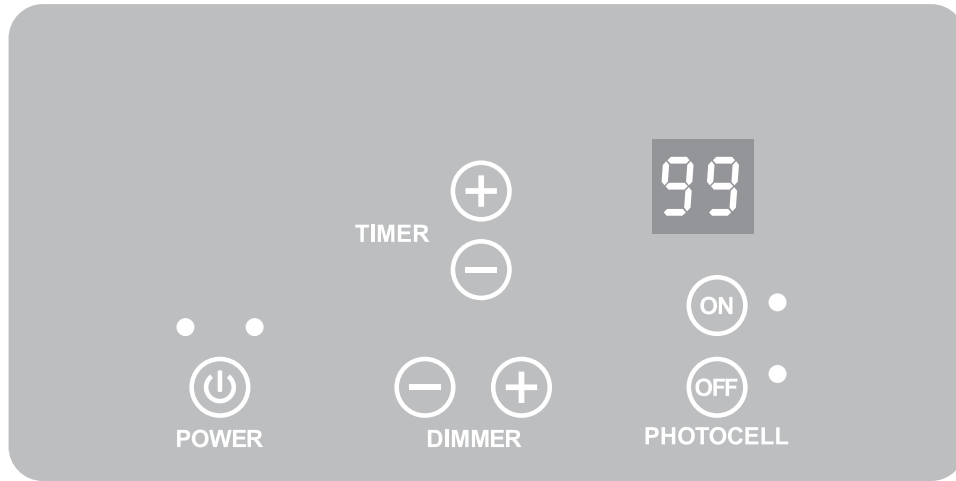 99
TIMER
ON
OFF
POWER
DIMMER
PHOTOCELL